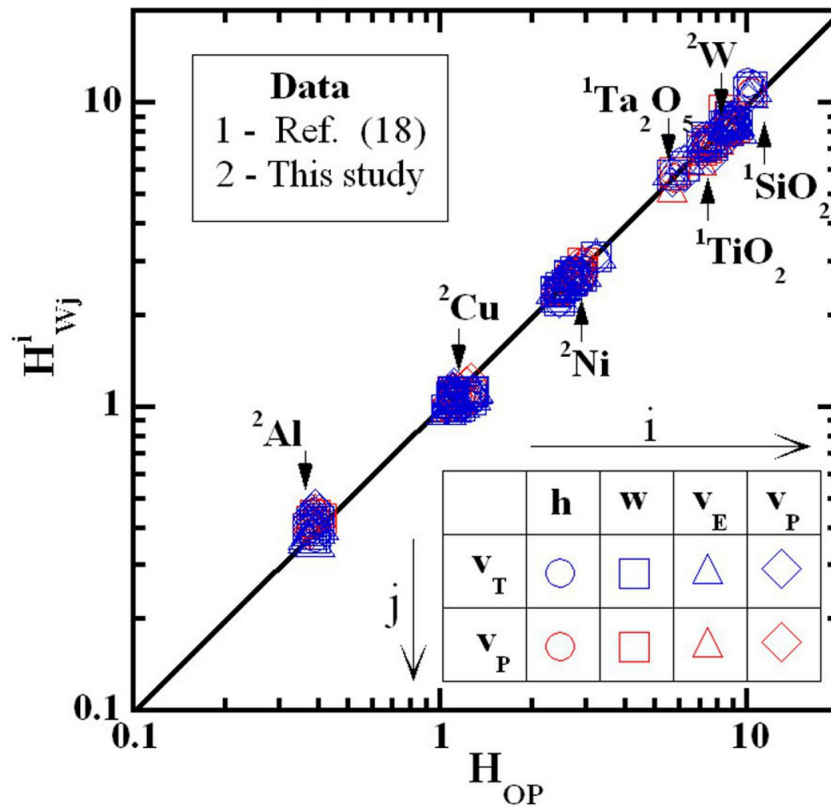 10
1
0.1
H^i_Wj
Data
1 - Ref. (18)
2 - This study
²W
¹Ta₂O₅
¹SiO₂
¹TiO₂
²Cu
²Ni
²Al
i
j
h w v_E v_P
v_T
v_P
0.1 1 10
H_OP